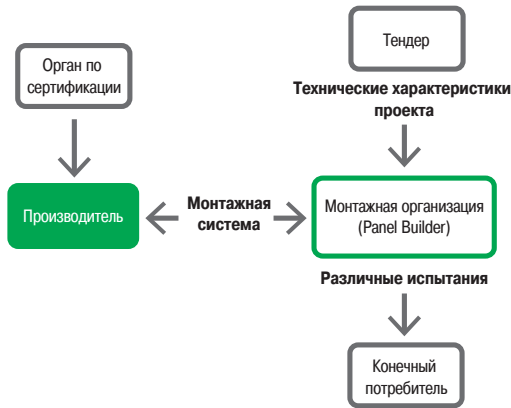 Тендер
Орган по
сертификации
Технические характеристики
проекта
Производитель
Монтажная
система
Монтажная организация
(Panel Builder)
Различные испытания
Конечный
потребитель